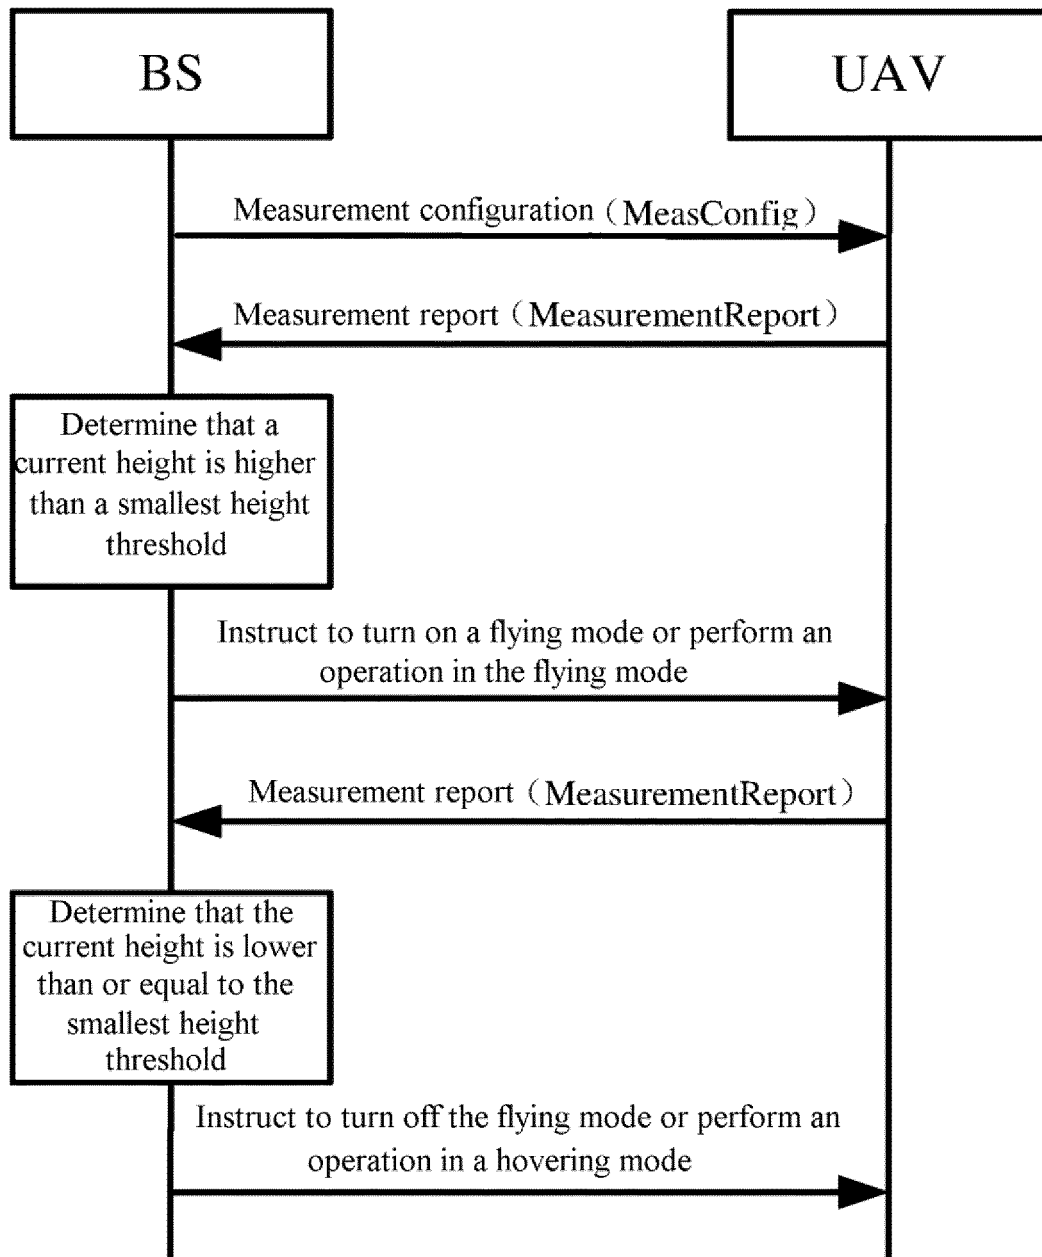 BS
UAV
Measurement configuration（MeasConfig）
Measurement report（MeasurementReport）
Determine that a
current height is higher
than a smallest height
threshold
Instruct to turn on a flying mode or perform an
operation in the flying mode
Measurement report（MeasurementReport）
Determine that the
current height is lower
than or equal to the
smallest height
threshold
Instruct to turn off the flying mode or perform an
operation in a hovering mode